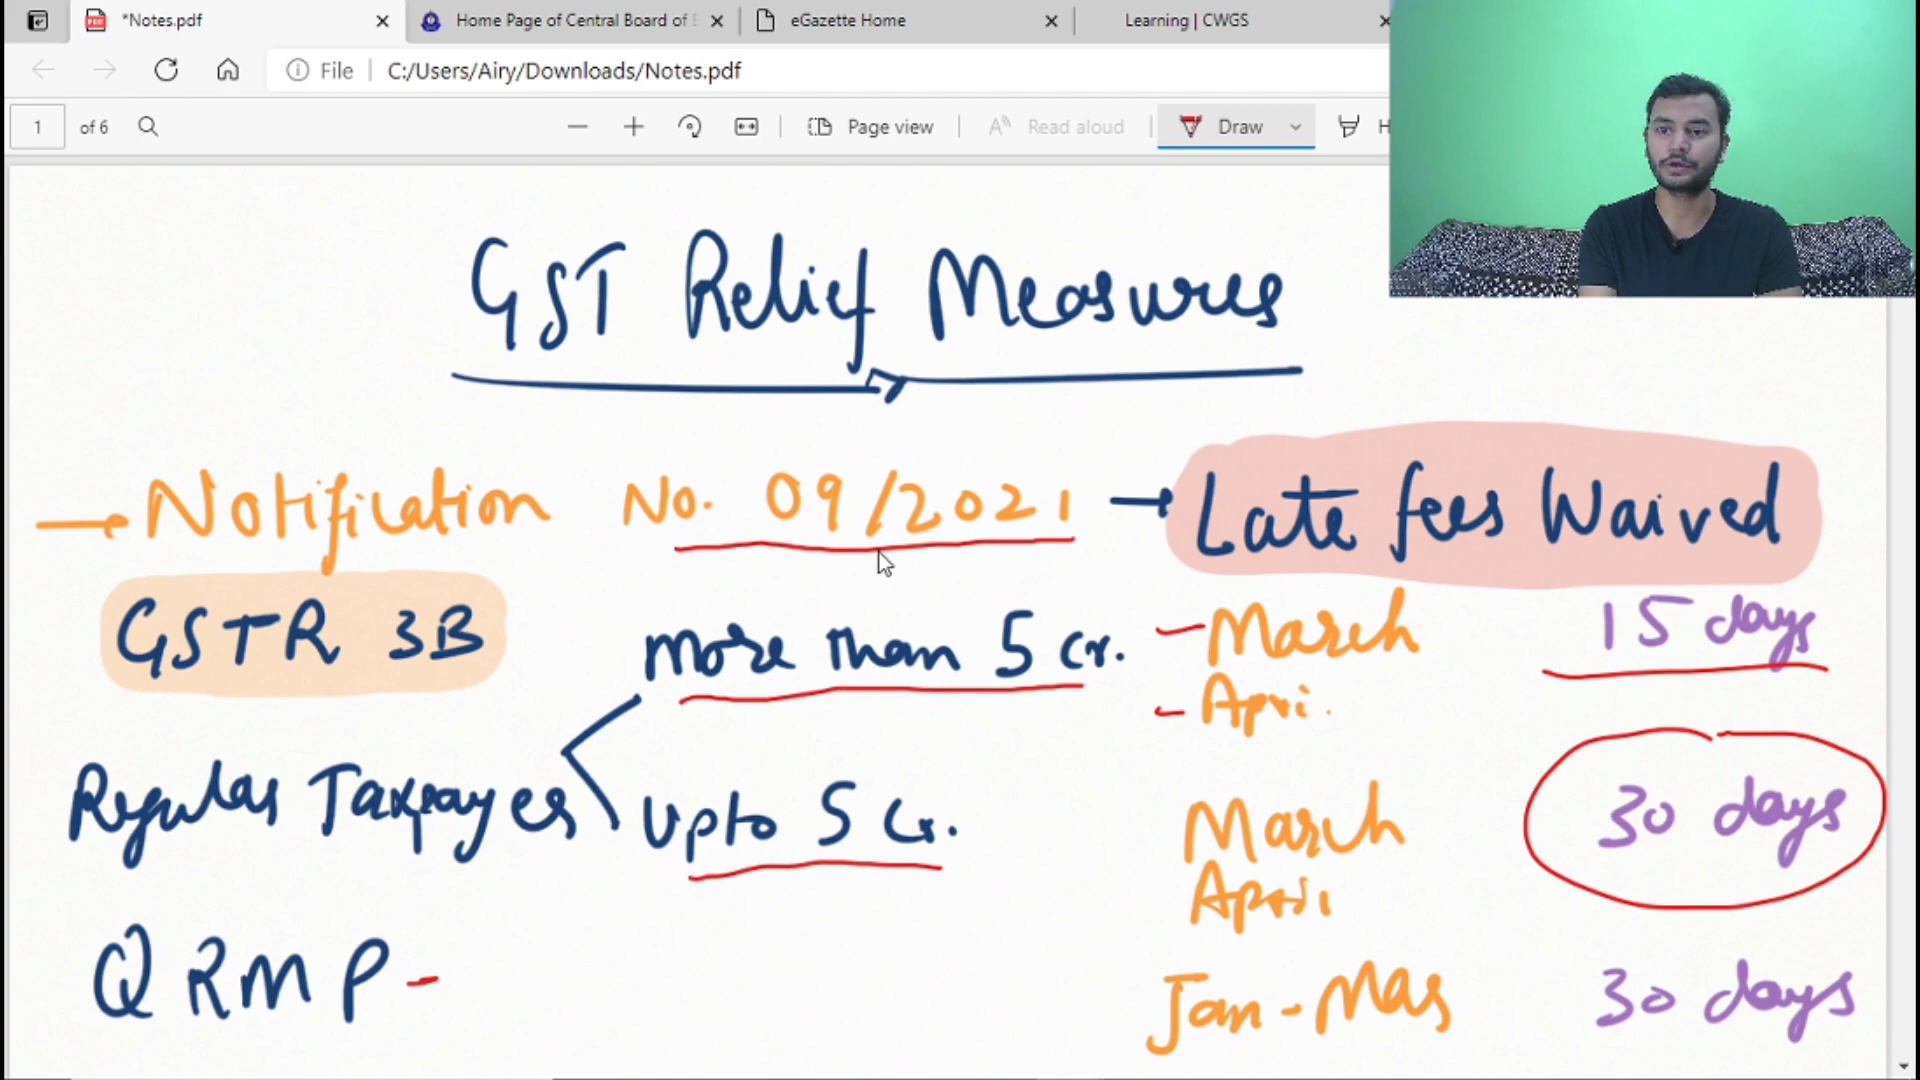 *Notes.pdf
Home Page of Central Board of E
eGazette Home
Learning | CWGS
File
C:/Users/Airy/Downloads/Notes.pdf
1 of 6
Page view
Read aloud
Draw
H
GST Relief Measures
Notification No. 09/2021 → Late fees Waived
GSTR 3B
more than 5 Cr.
- March 15 days
- Apri.
Regular Taxpayer
Upto 5 Cr.
March 30 days
April
QRMP -
Jan - Mar 30 days